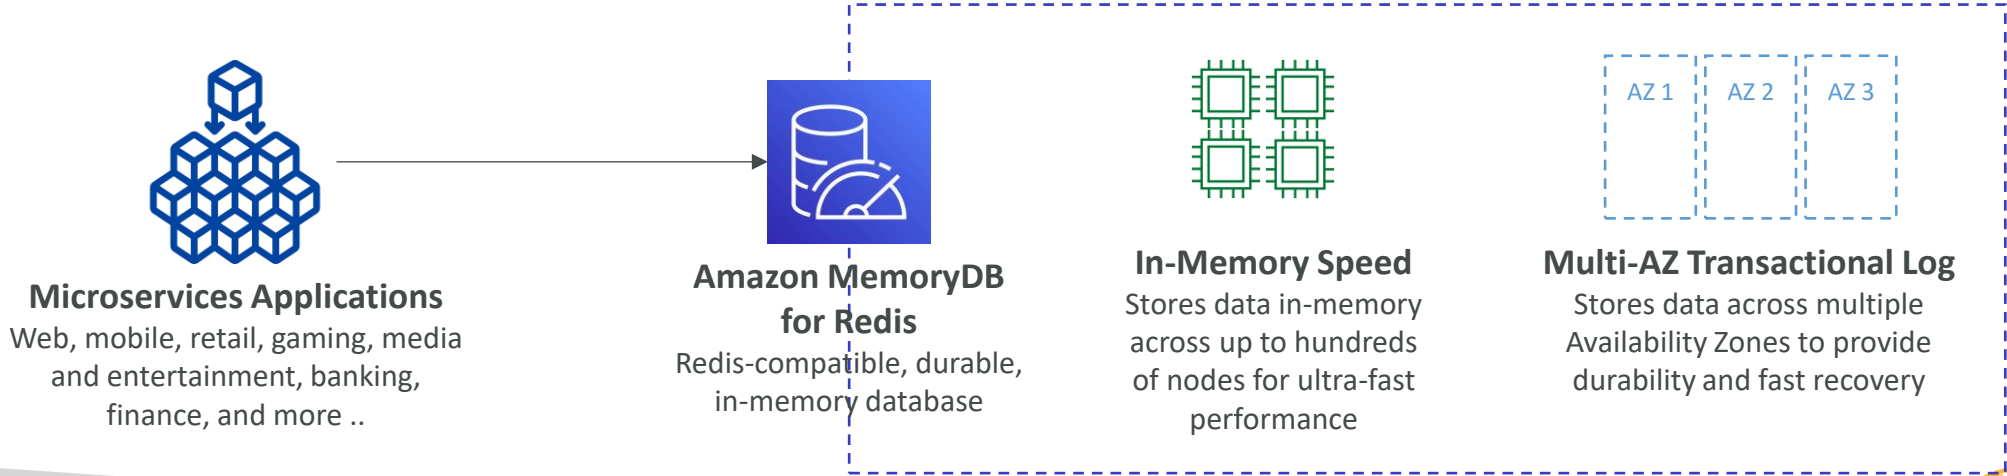 Microservices Applications
Web, mobile, retail, gaming, media
and entertainment, banking,
finance, and more ..
Amazon MemoryDB
for Redis
Redis-compatible, durable,
in-memory database
In-Memory Speed
Stores data in-memory
across up to hundreds
of nodes for ultra-fast
performance
AZ 1
AZ 2
AZ 3
Multi-AZ Transactional Log
Stores data across multiple
Availability Zones to provide
durability and fast recovery